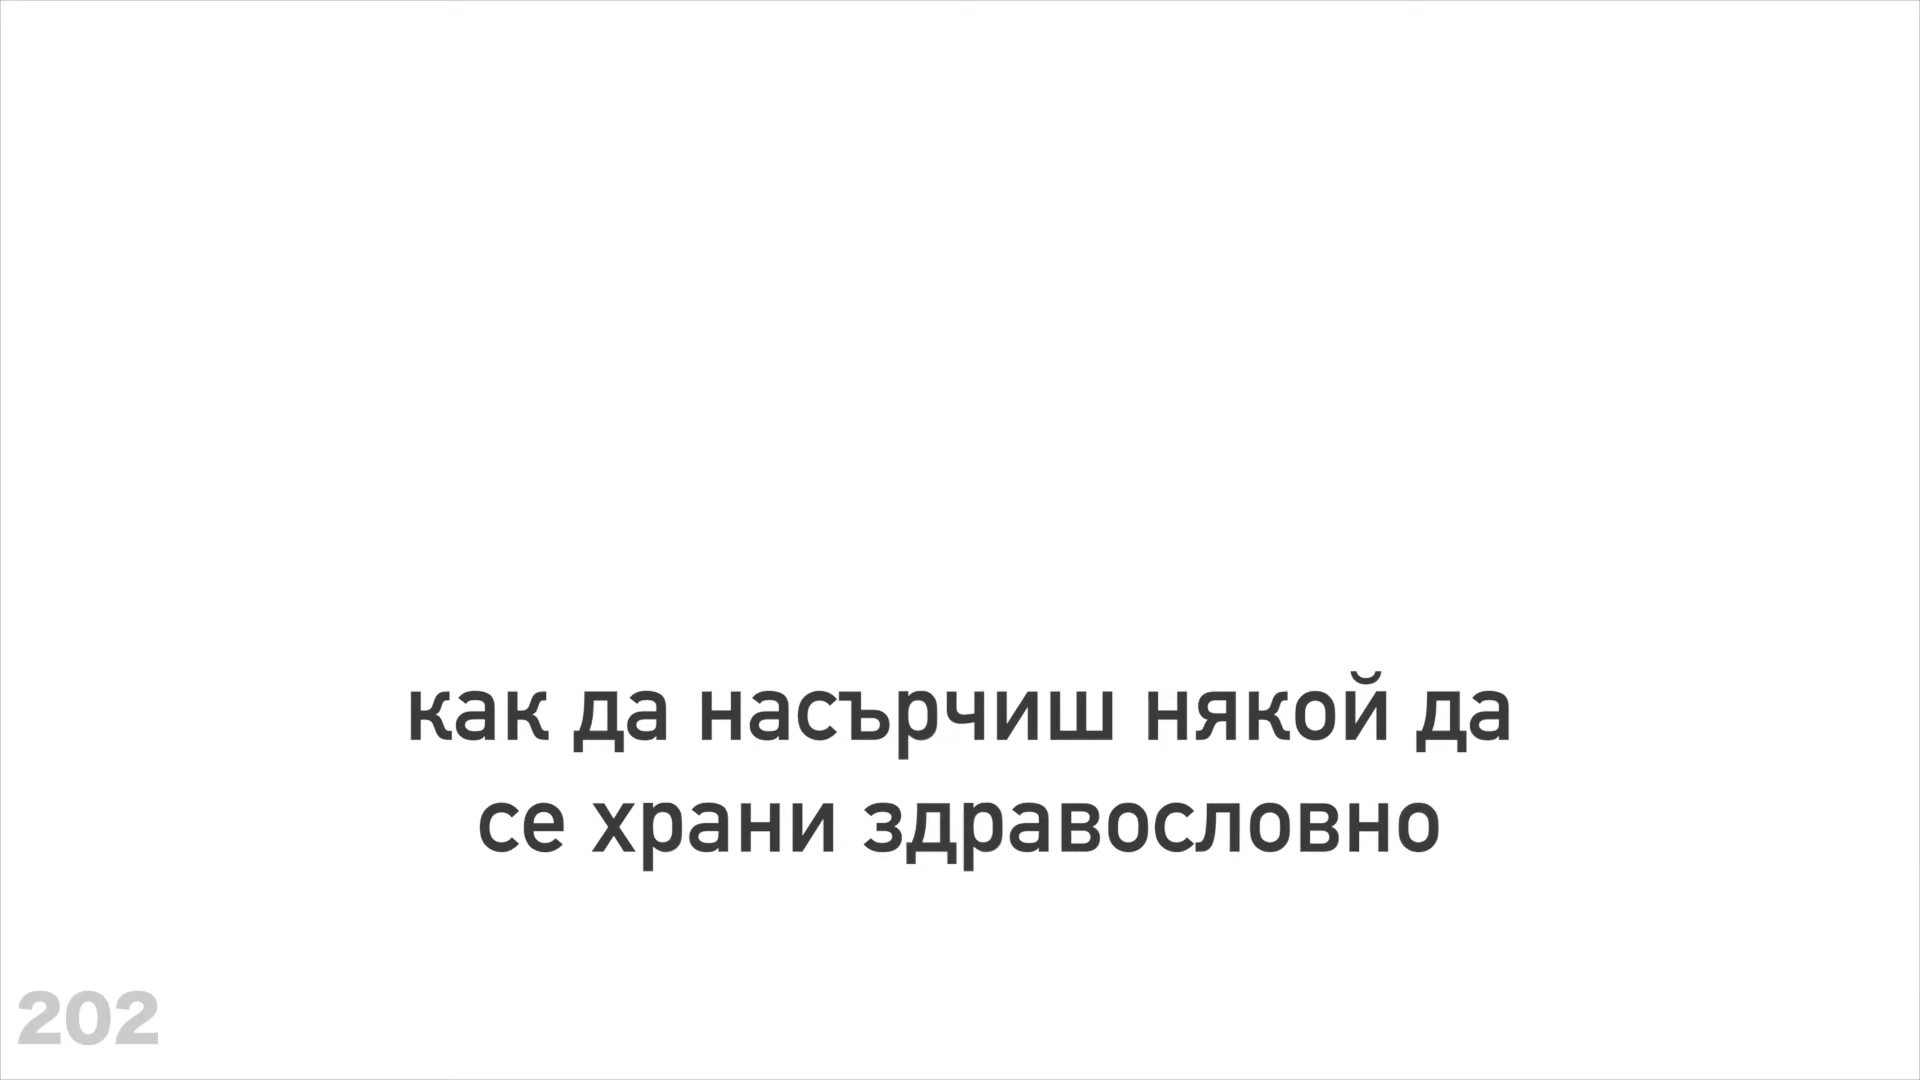 как да насърчиш някой да
се храни здравословно
202